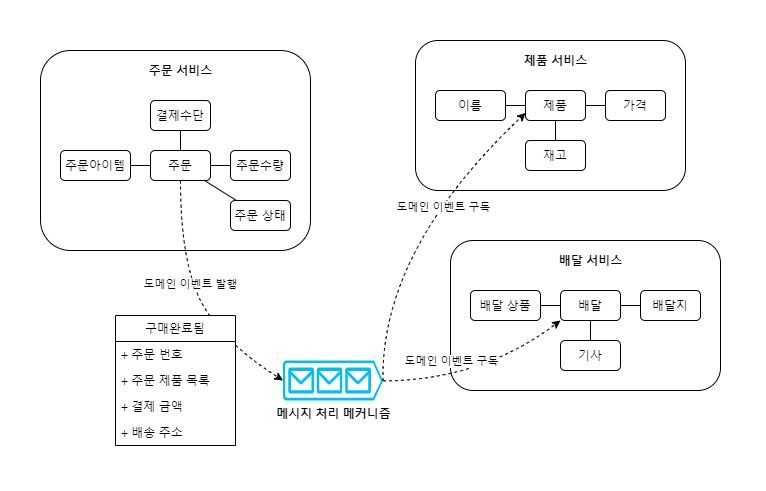 주문 서비스
결제수단
주문아이템
주문
주문수량
주문 상태
도메인 이벤트 발행
구매완료됨
+ 주문 번호
+ 주문 제품 목록
+ 결제 금액
+ 배송 주소
메시지 처리 메커니즘
제품 서비스
이름
제품
가격
재고
도메인 이벤트 구독
배달 서비스
배달 상품
배달
배달지
기사
도메인 이벤트 구독